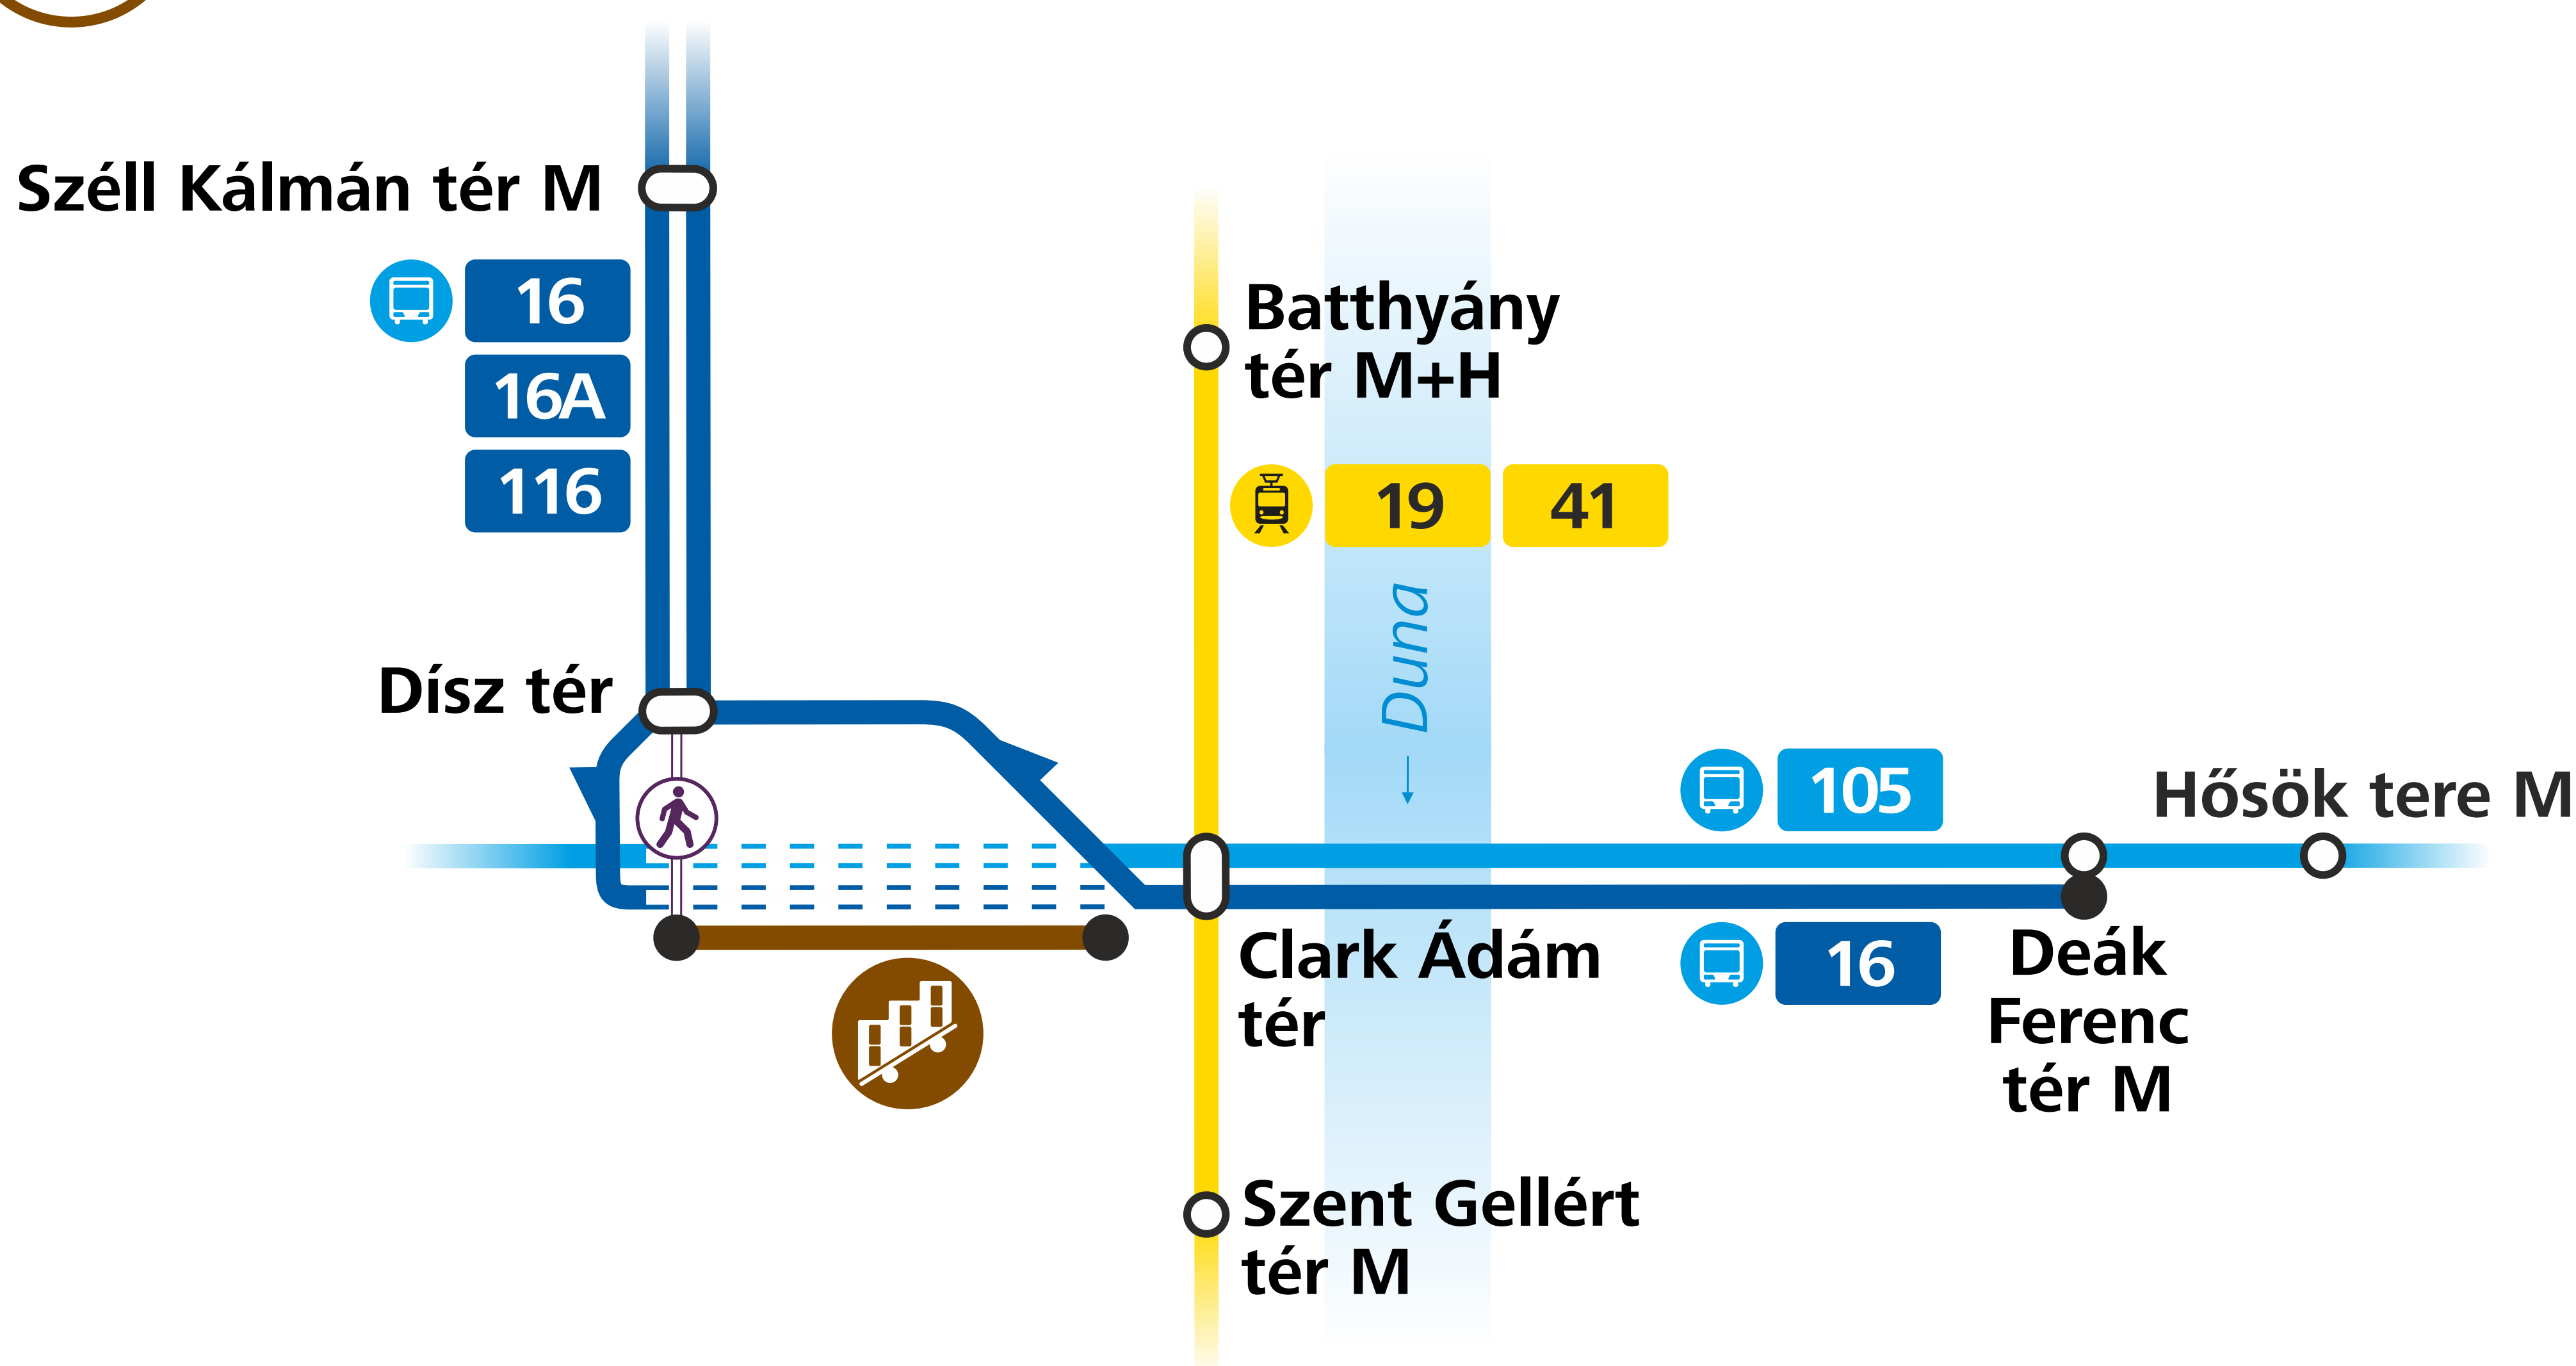 Széll Kálmán tér M
16
16A
116
Batthyány
tér M+H
19
41
Duna
Dísz tér
105
Hősök tere M
Clark Ádám
tér
16
Deák
Ferenc
tér M
Szent Gellért
tér M